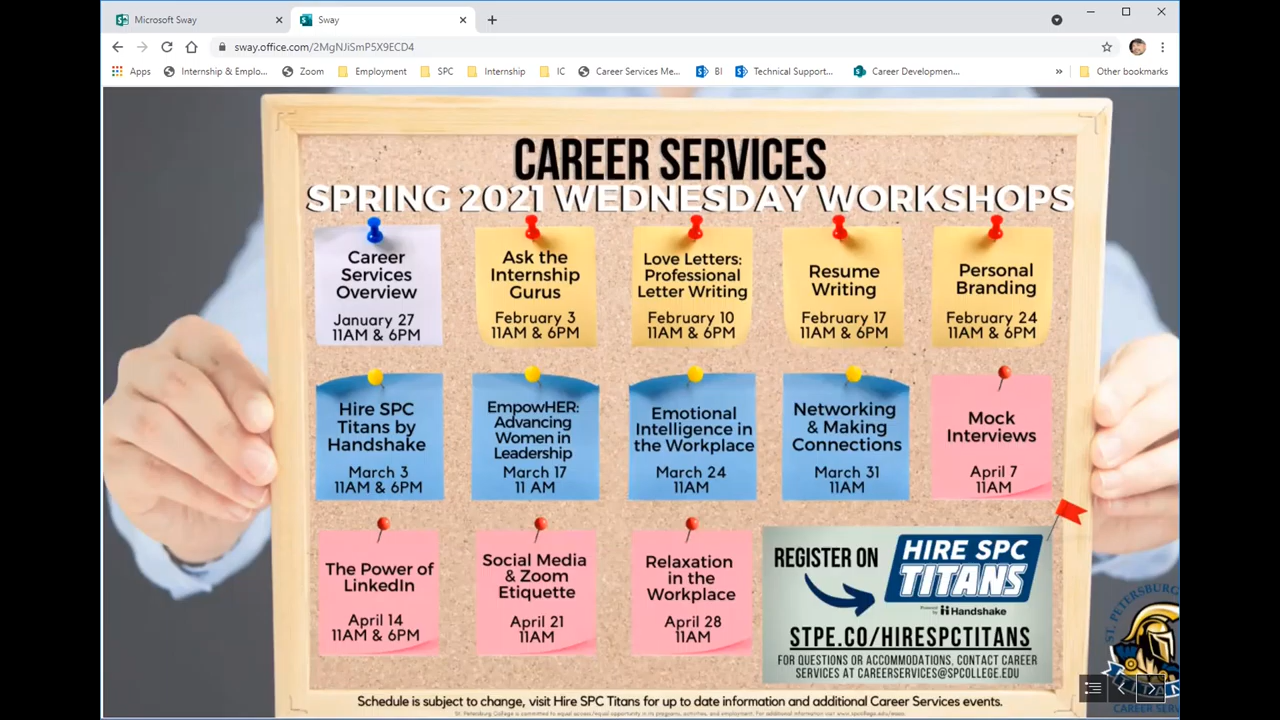 Microsoft Sway
Sway
sway.office.com/2MgNJiSmP5X9ECD4
Apps
Internship & Emplo...
Zoom
Employment
SPC
Internship
IC
Career Services Me...
BI
Technical Support...
Career Developmen...
»
Other bookmarks
CAREER SERVICES
SPRING 2021 WEDNESDAY WORKSHOPS
Career
Services
Overview
January 27
11AM & 6PM
Ask the
Internship
Gurus
February 3
11AM & 6PM
Love Letters:
Professional
Letter Writing
February 10
11AM & 6PM
Resume
Writing
February 17
11AM & 6PM
Personal
Branding
February 24
11AM & 6PM
Hire SPC
Titans by
Handshake
March 3
11AM & 6PM
EmpowHER:
Advancing
Women in
Leadership
March 17
11 AM
Emotional
Intelligence in
the Workplace
March 24
11AM
Networking
& Making
Connections
March 31
11AM
Mock
Interviews
April 7
11AM
The Power of
LinkedIn
April 14
11AM & 6PM
Social Media
& Zoom
Etiquette
April 21
11AM
Relaxation
in the
Workplace
April 28
11AM
REGISTER ON
HIRE SPC
TITANS
Powered by Handshake
STPE.CO/HIRESPCTITANS
FOR QUESTIONS OR ACCOMMODATIONS, CONTACT CAREER
SERVICES AT CAREERSERVICES@SPCOLLEGE.EDU
ST. PETERSBURG
TITANS
CAREER SERVICES
Schedule is subject to change, visit Hire SPC Titans for up to date information and additional Career Services events.